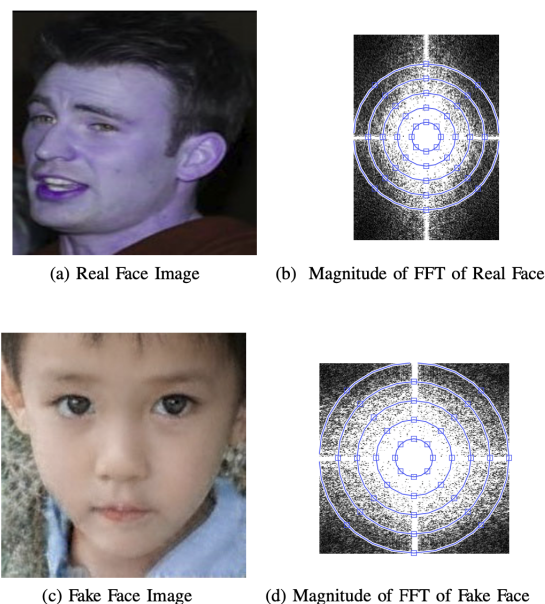 (a) Real Face Image
(b) Magnitude of FFT of Real Face
(c) Fake Face Image
(d) Magnitude of FFT of Fake Face